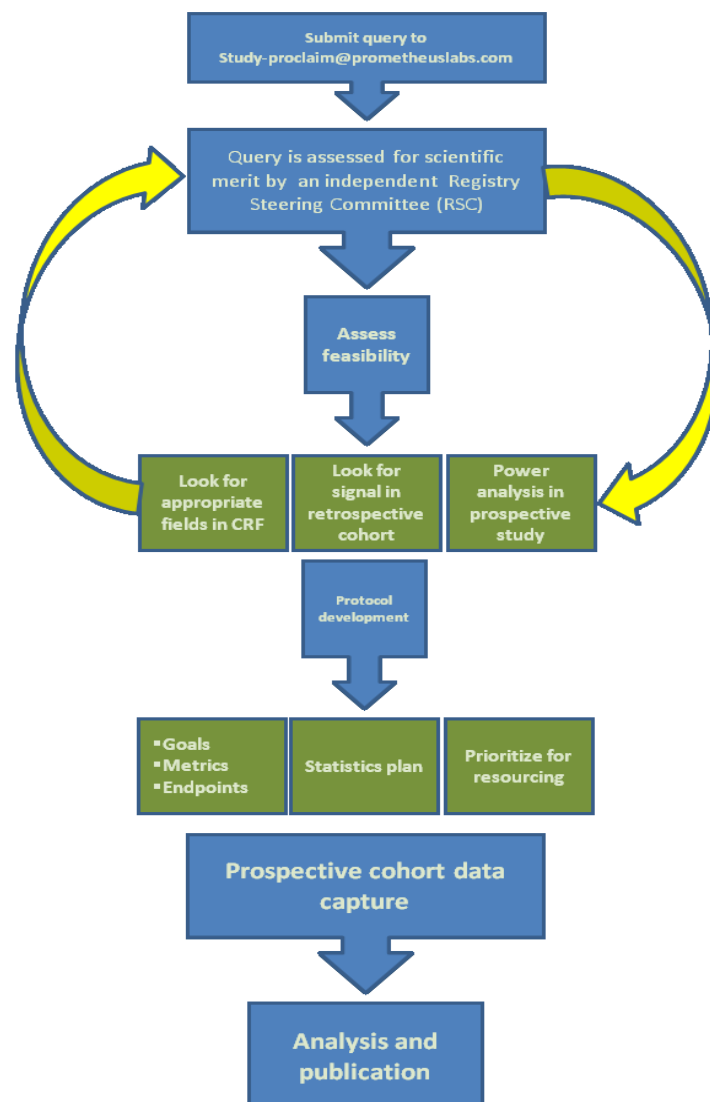 Submit query to
Study-proclaim@prometheuslabs.com
Query is assessed for scientific
merit by an independent Registry
Steering Committee (RSC)
Assess
feasibility
Look for
appropriate
fields in CRF
Look for
signal in
retrospective
cohort
Power
analysis in
prospective
study
Protocol
development
▪Goals
▪Metrics
▪Endpoints
Statistics plan
Prioritize for
resourcing
Prospective cohort data
capture
Analysis and
publication